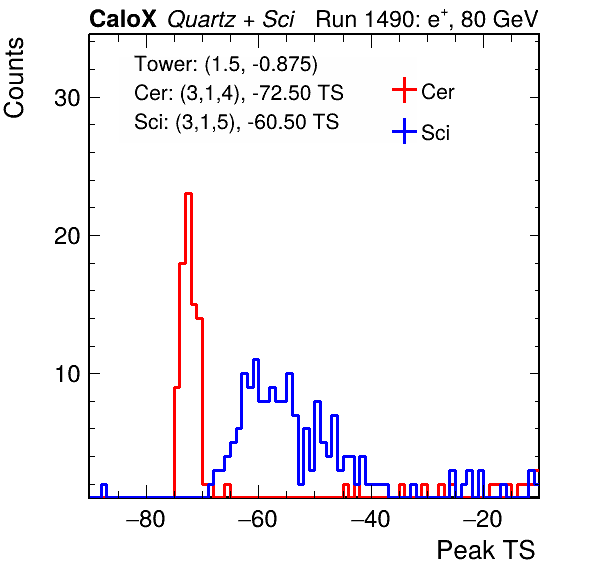 CaloX Quartz + Sci Run 1490: e⁺, 80 GeV
Counts
Tower: (1.5, -0.875)
Cer: (3,1,4), -72.50 TS
Sci: (3,1,5), -60.50 TS
Cer
Sci
30
20
10
−80 −60 −40 −20
Peak TS